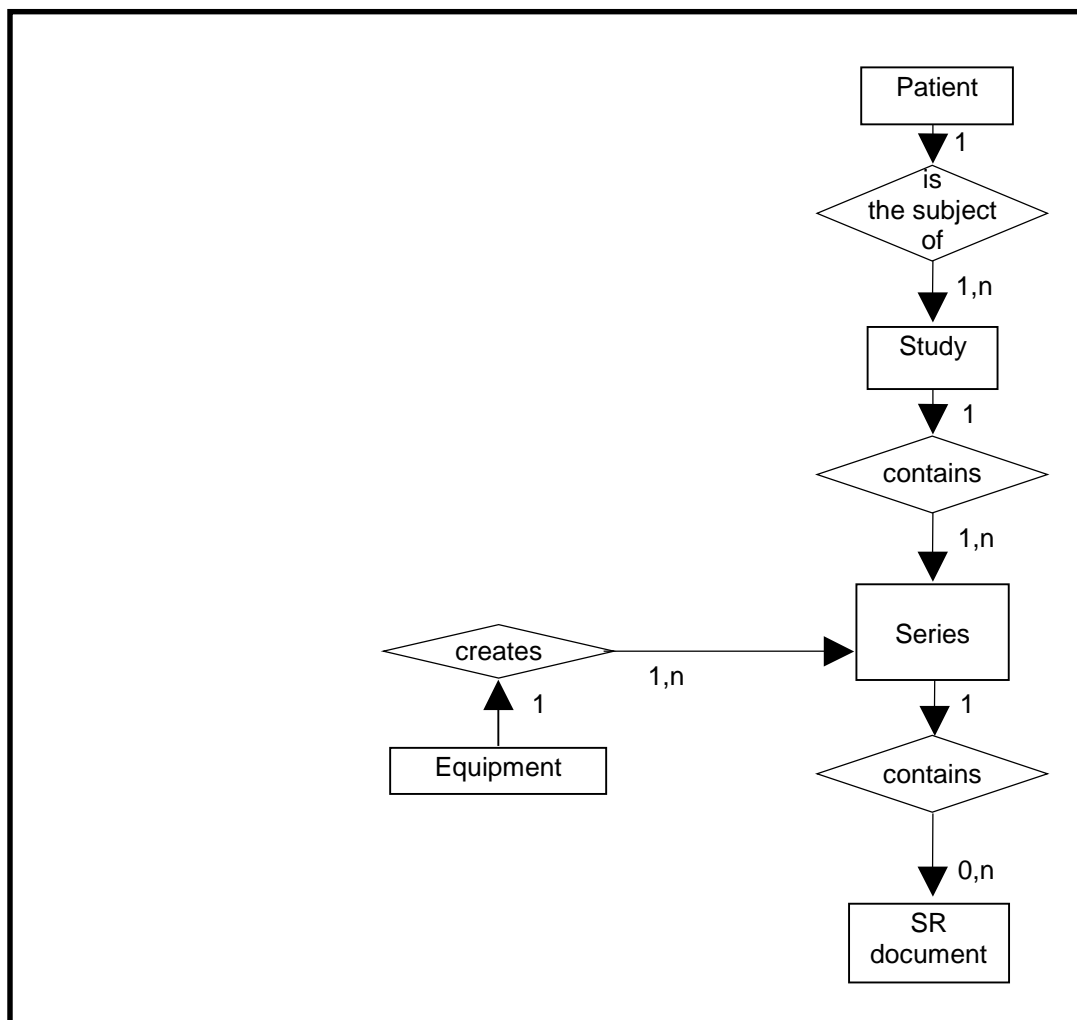 Patient
1
is
the subject
of
1,n
Study
1
contains
1,n
Series
creates
1,n
1
1
Equipment
contains
0,n
SR
document